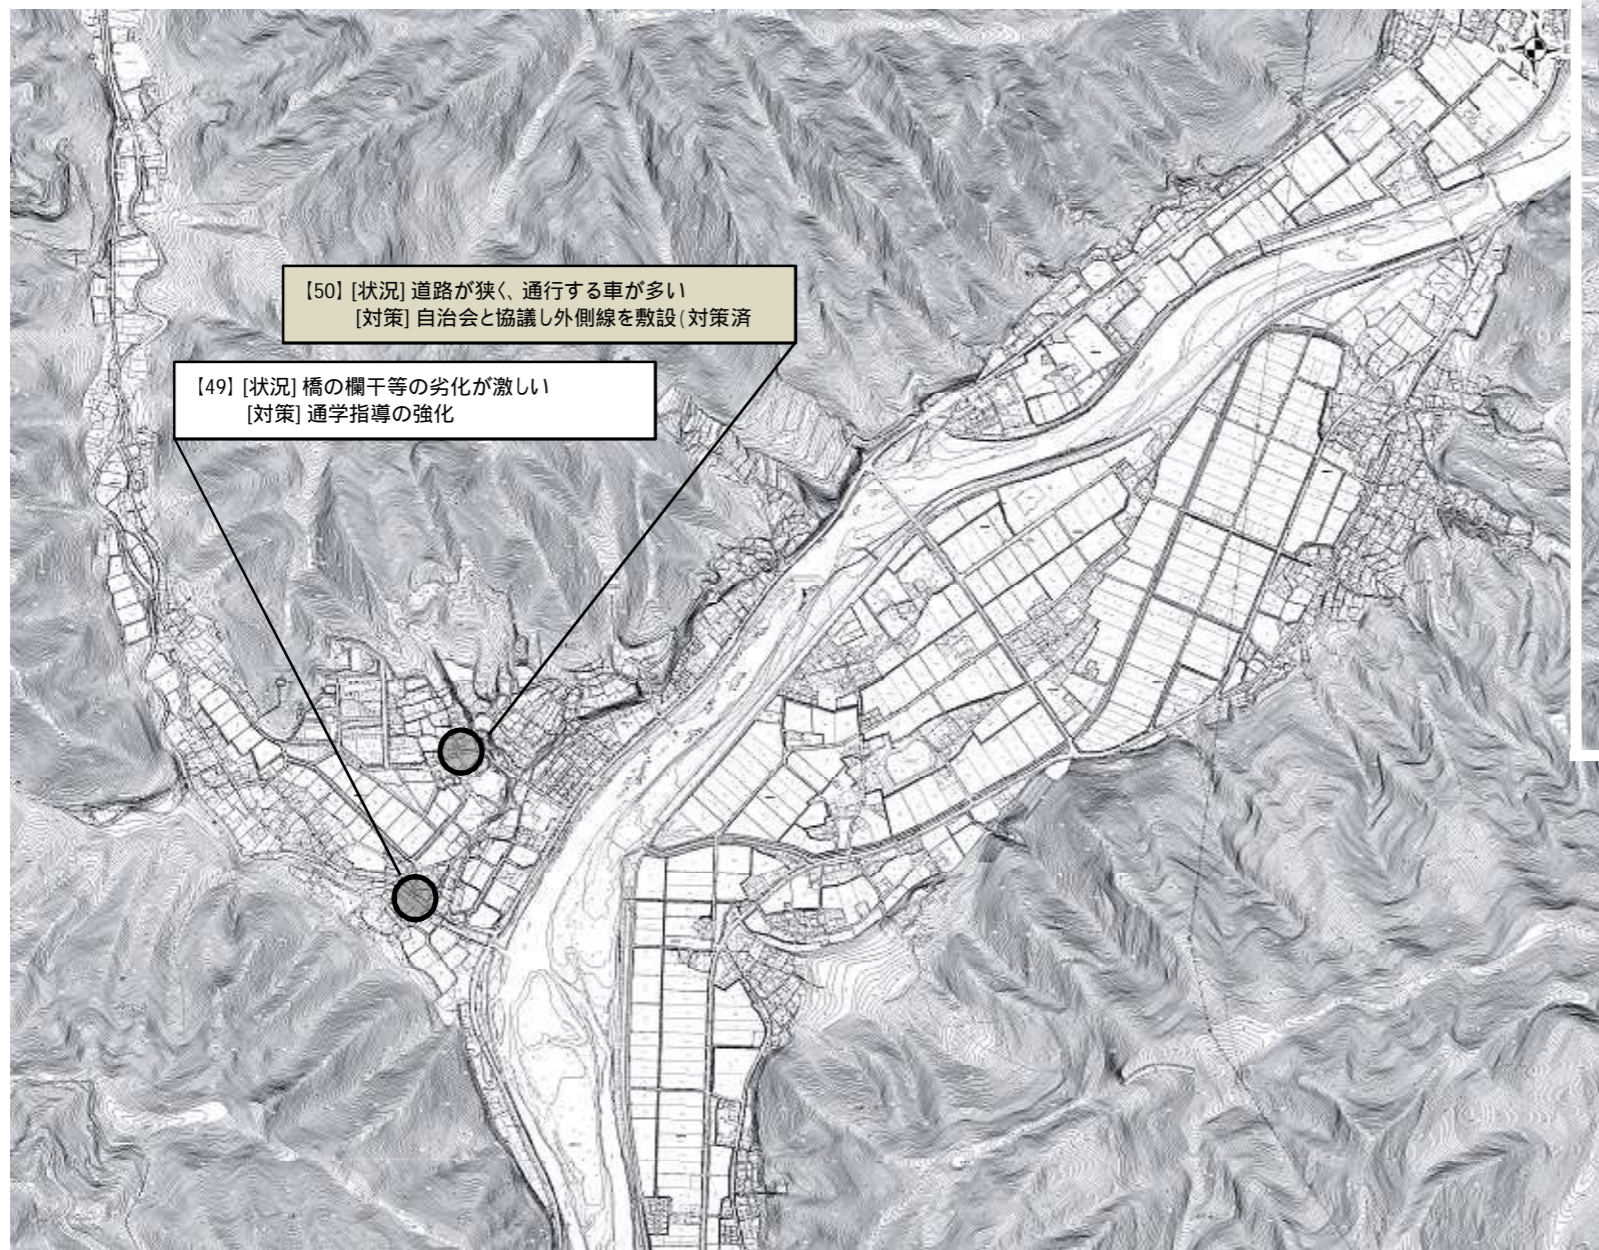 【50】 [状況] 道路が狭く、通行する車が多い
[対策] 自治会と協議し外側線を敷設(対策済
【49】 [状況] 橋の欄干等の劣化が激しい
[対策] 通学指導の強化